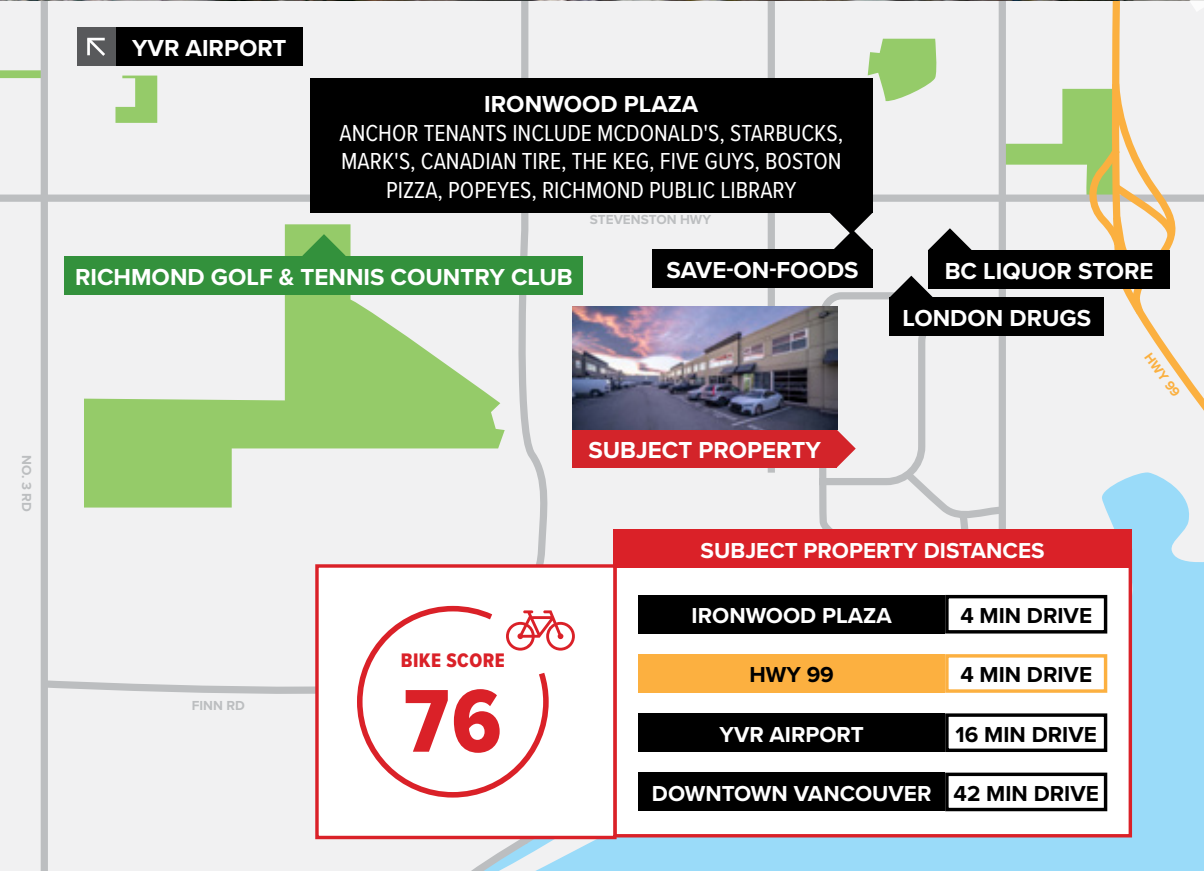 YVR AIRPORT
IRONWOOD PLAZA
ANCHOR TENANTS INCLUDE MCDONALD'S, STARBUCKS,
MARK'S, CANADIAN TIRE, THE KEG, FIVE GUYS, BOSTON
PIZZA, POPEYES, RICHMOND PUBLIC LIBRARY
STEVENSTON HWY
SAVE-ON-FOODS
BC LIQUOR STORE
RICHMOND GOLF & TENNIS COUNTRY CLUB
LONDON DRUGS
HWY 99
SUBJECT PROPERTY
NO. 3 RD
SUBJECT PROPERTY DISTANCES
IRONWOOD PLAZA 4 MIN DRIVE
HWY 99 4 MIN DRIVE
YVR AIRPORT 16 MIN DRIVE
DOWNTOWN VANCOUVER 42 MIN DRIVE
BIKE SCORE
76
FINN RD